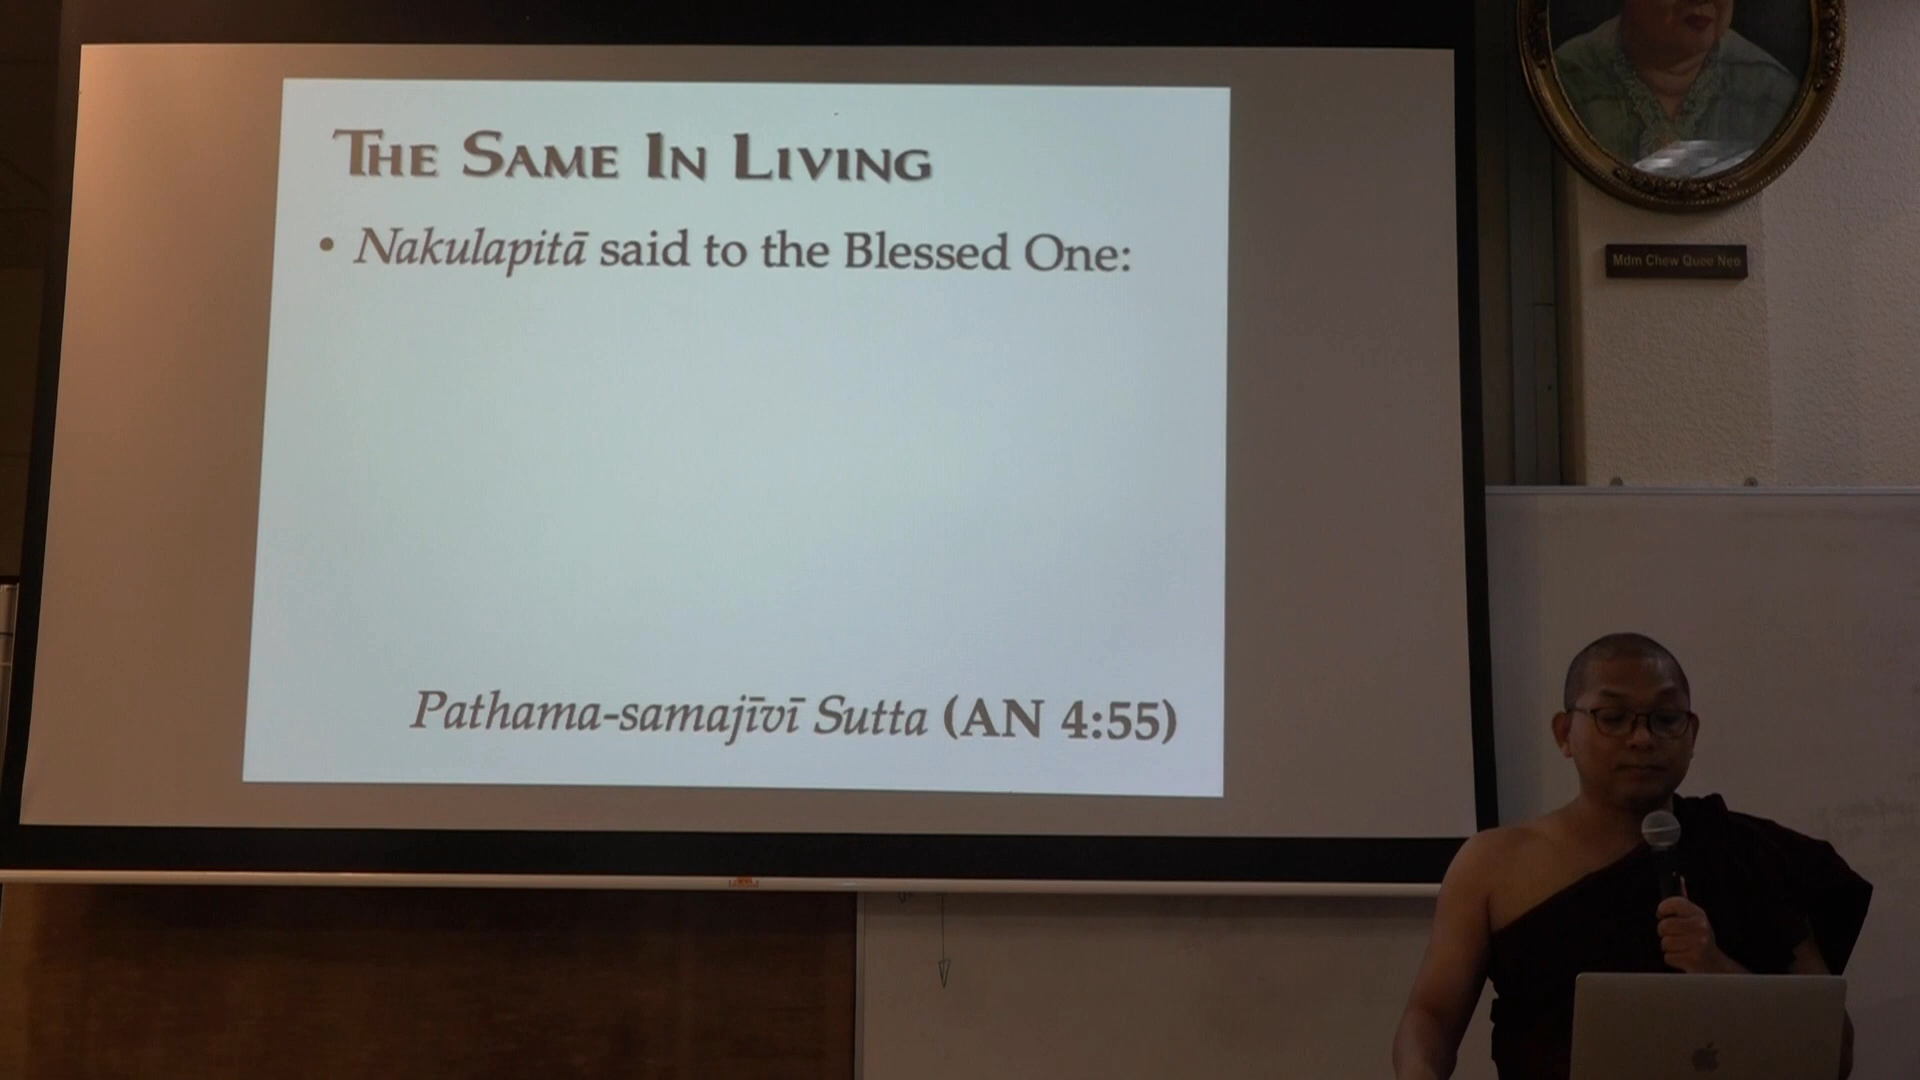 THE SAME IN LIVING
• Nakulapitā said to the Blessed One:
Pathama-samajīvī Sutta (AN 4:55)
Mdm Chew Quee Neo